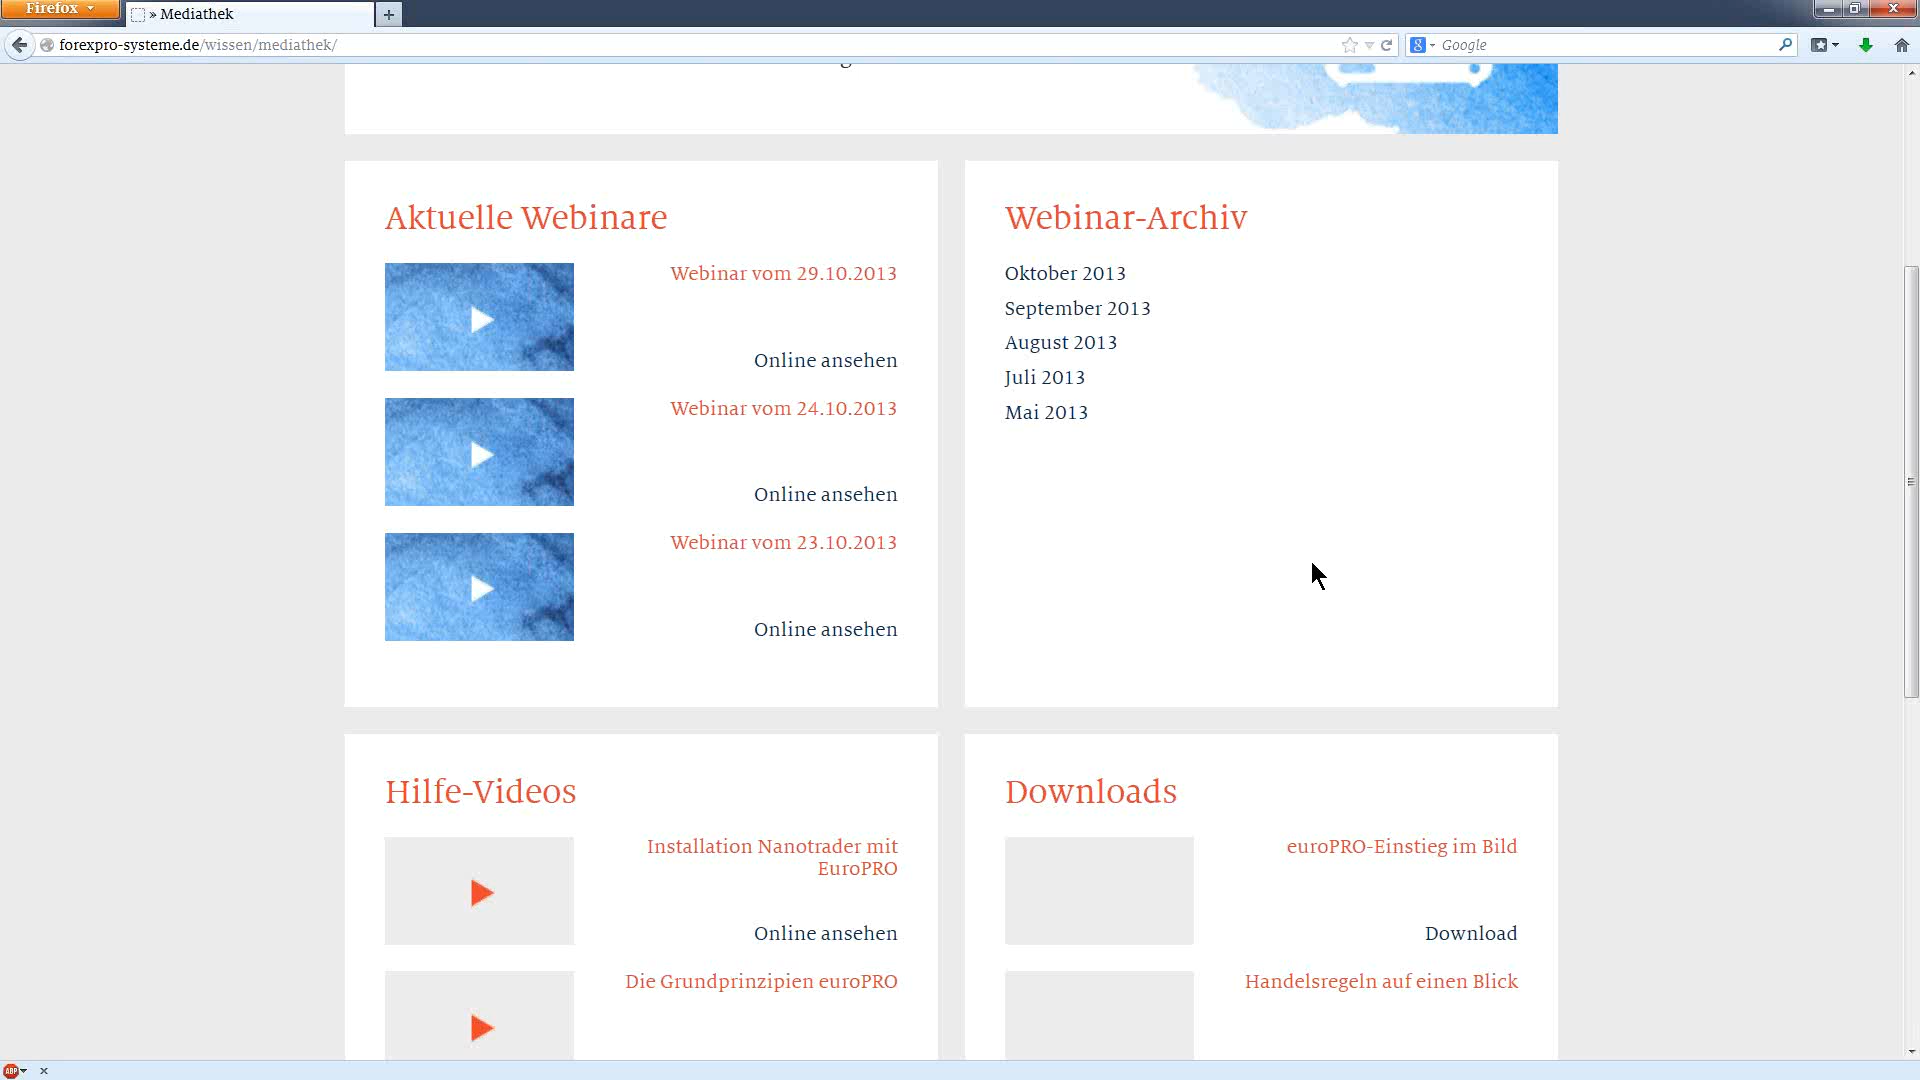 Firefox
» Mediathek
forexpro-systeme.de/wissen/mediathek/
Google
Aktuelle Webinare
Webinar vom 29.10.2013
Online ansehen
Webinar vom 24.10.2013
Online ansehen
Webinar vom 23.10.2013
Online ansehen
Webinar-Archiv
Oktober 2013
September 2013
August 2013
Juli 2013
Mai 2013
Hilfe-Videos
Installation Nanotrader mit
EuroPRO
Online ansehen
Die Grundprinzipien euroPRO
Downloads
euroPRO-Einstieg im Bild
Download
Handelsregeln auf einen Blick
ABP